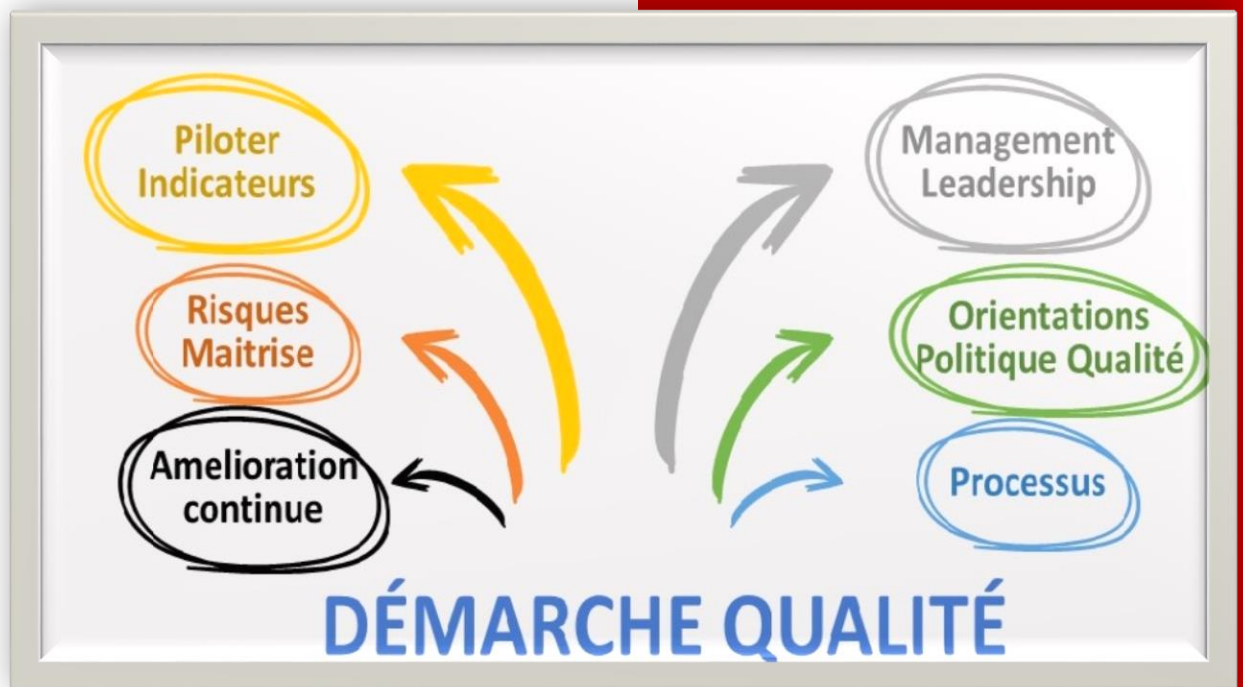 Piloter
Indicateurs
Risques
Maitrise
Amelioration
continue
Management
Leadership
Orientations
Politique Qualité
Processus
DÉMARCHE QUALITÉ